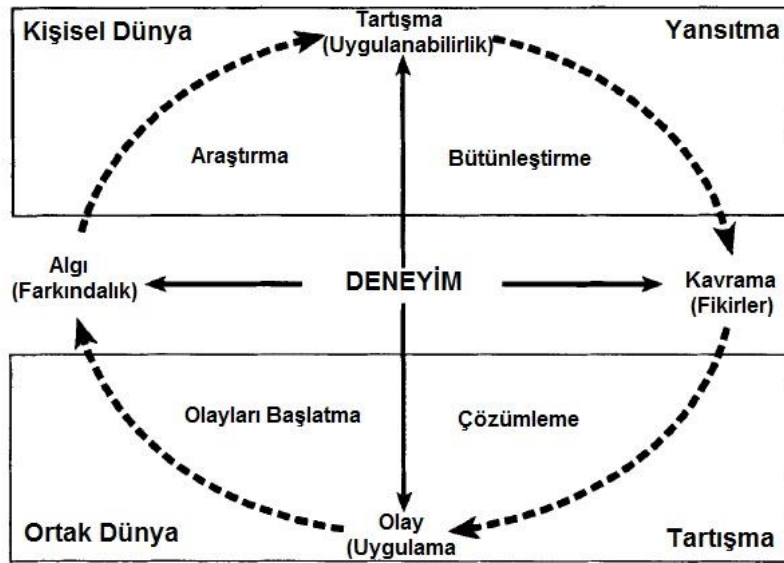 Kişisel Dünya
Tartışma
(Uygulanabilirlik)
Yansıtma
Araştırma
Bütünleştirme
Algı
(Farkındalık)
DENEYİM
Kavrama
(Fikirler)
Olayları Başlatma
Çözümleme
Ortak Dünya
Olay
(Uygulama
Tartışma